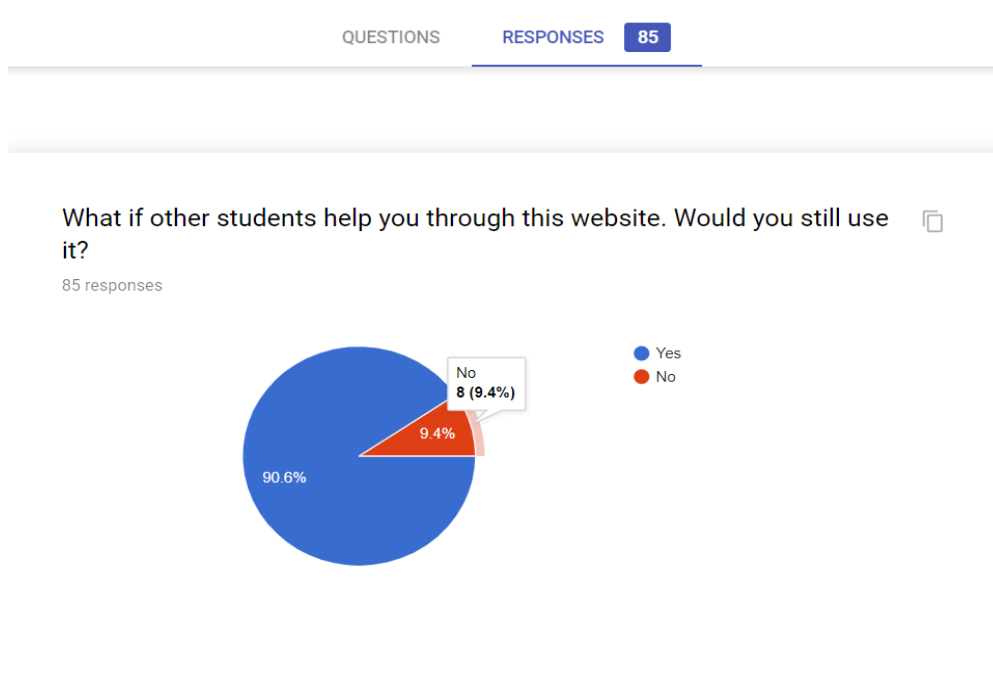 QUESTIONS RESPONSES 85
What if other students help you through this website. Would you still use
it?
85 responses
Yes
No
No
8 (9.4%)
9.4%
90.6%